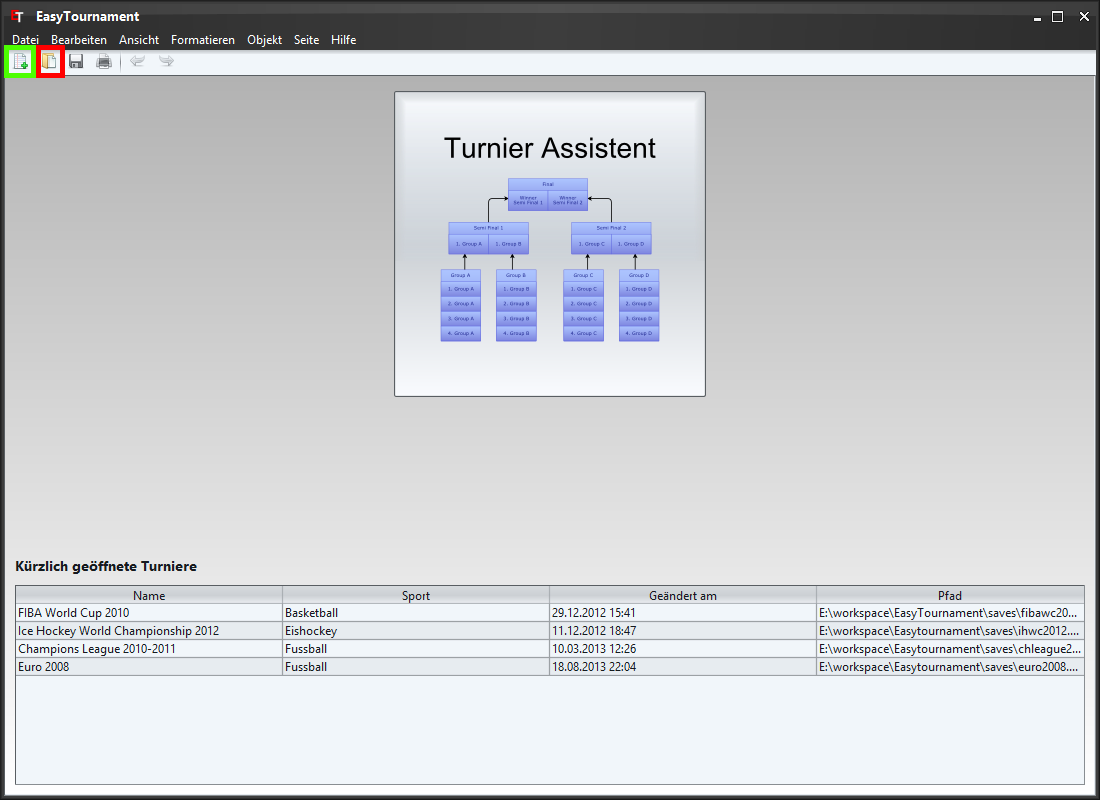 ET EasyTournament
Datei Bearbeiten Ansicht Formatieren Objekt Seite Hilfe
Turnier Assistent
Final
Winner Semi Final 1 Winner Semi Final 2
Semi Final 1 Semi Final 2
1. Group A 1. Group B 1. Group C 1. Group D
Group A Group B Group C Group D
1. Group A 1. Group B 1. Group C 1. Group D
2. Group A 2. Group B 2. Group C 2. Group D
3. Group A 3. Group B 3. Group C 3. Group D
4. Group A 4. Group B 4. Group C 4. Group D
Kürzlich geöffnete Turniere
Name Sport Geändert am Pfad
FIBA World Cup 2010 Basketball 29.12.2012 15:41 E:\workspace\EasyTournament\saves\fibawc20...
Ice Hockey World Championship 2012 Eishockey 11.12.2012 18:47 E:\workspace\Easytournament\saves\ihwc2012....
Champions League 2010-2011 Fussball 10.03.2013 12:26 E:\workspace\Easytournament\saves\chleague2...
Euro 2008 Fussball 18.08.2013 22:04 E:\workspace\Easytournament\saves\euro2008....